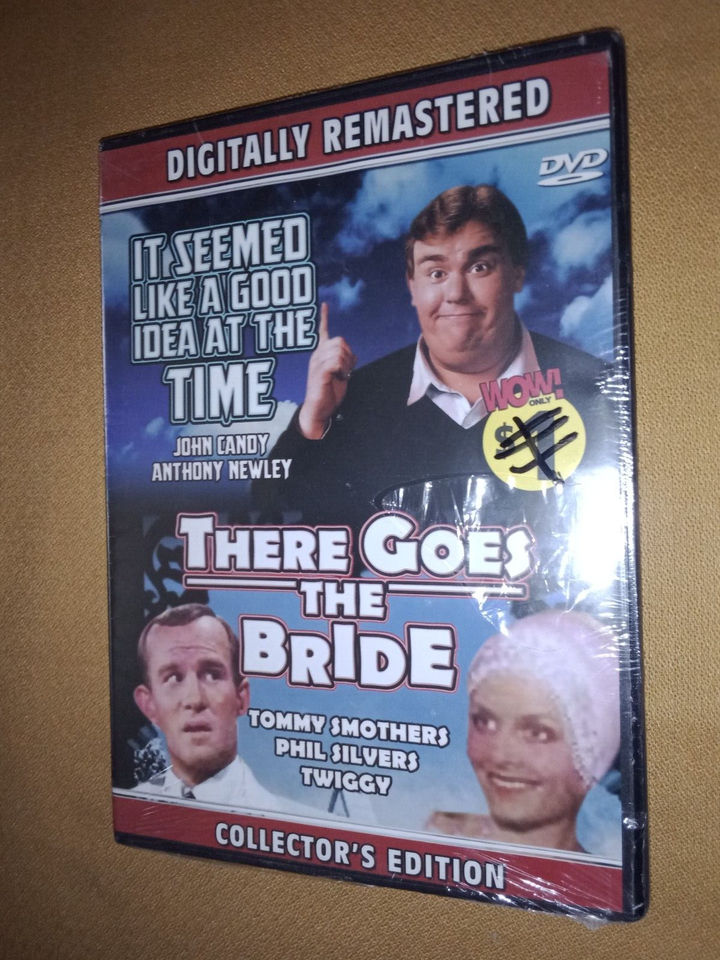 DIGITALLY REMASTERED
DVD
IT SEEMED
LIKE A GOOD
IDEA AT THE
TIME
JOHN CANDY
ANTHONY NEWLEY
WOW!
ONLY
$1
THERE GOES
THE
BRIDE
TOMMY SMOTHERS
PHIL SILVERS
TWIGGY
COLLECTOR'S EDITION